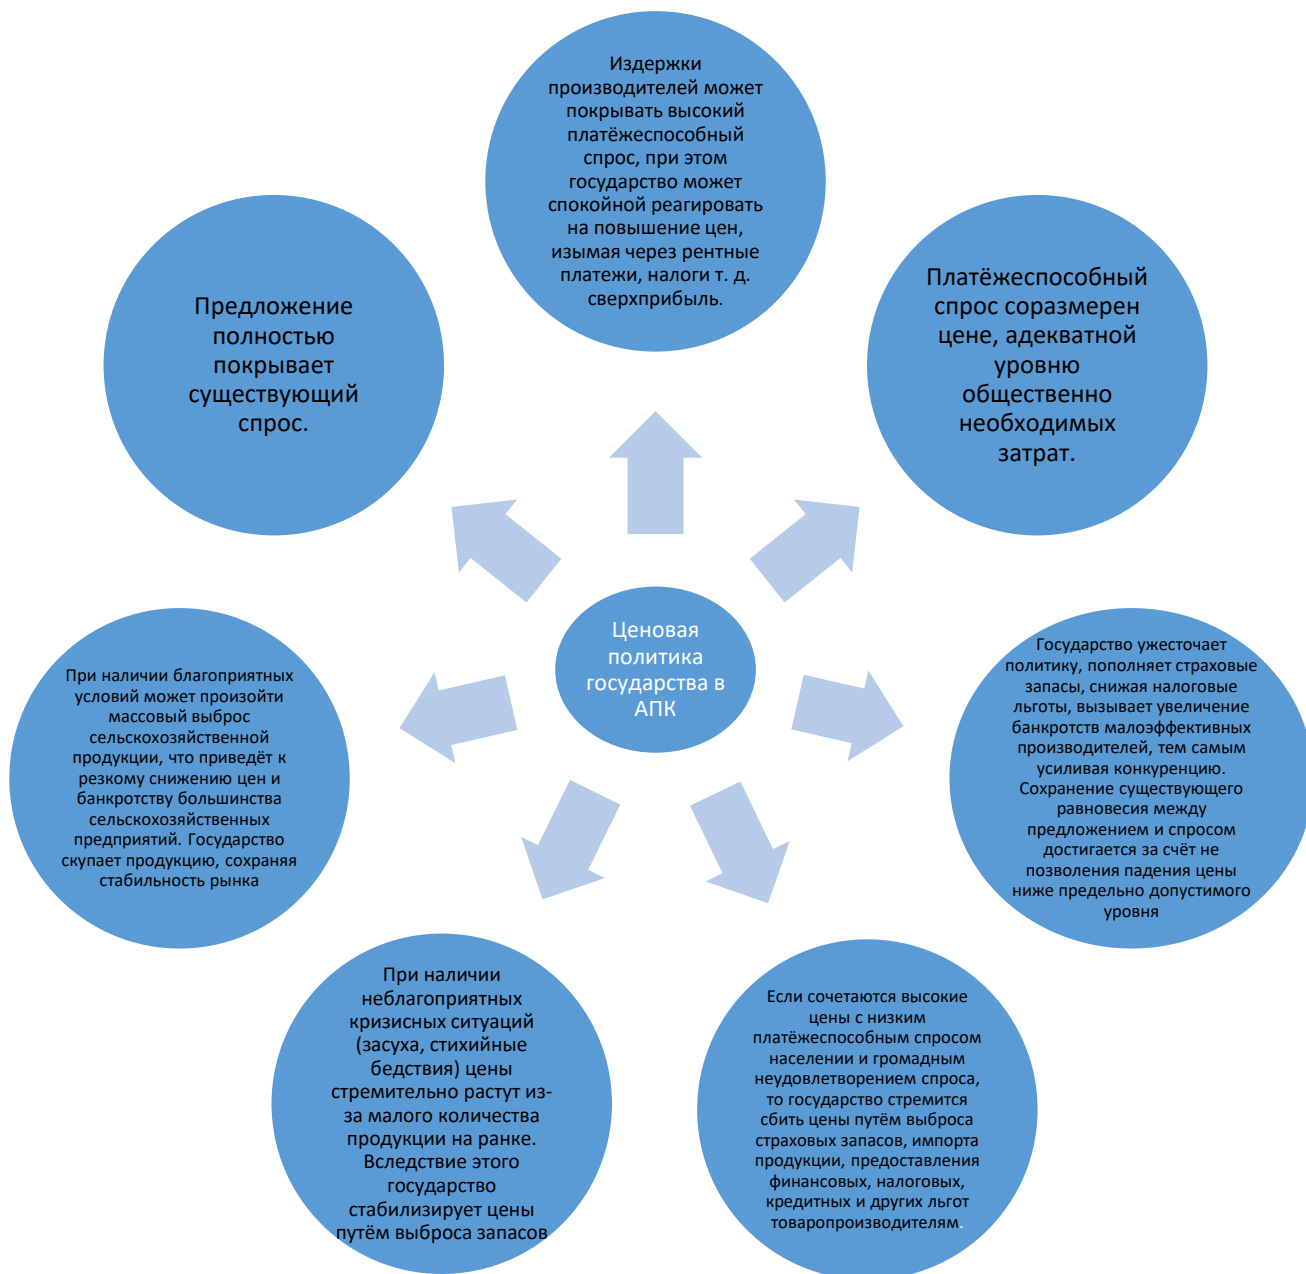 Издержки
производителей может
покрывать высокий
платёжеспособный
спрос, при этом
государство может
спокойной реагировать
на повышение цен,
изымая через рентные
платежи, налоги т. д.
сверхприбыль.
Платёжеспособный
спрос соразмерен
цене, адекватной
уровню
общественно
необходимых
затрат.
Государство ужесточает
политику, пополняет страховые
запасы, снижая налоговые
льготы, вызывает увеличение
банкротств малоэффективных
производителей, тем самым
усиливая конкуренцию.
Сохранение существующего
равновесия между
предложением и спросом
достигается за счёт не
позволения падения цены
ниже предельно допустимого
уровня
Если сочетаются высокие
цены с низким
платёжеспособным спросом
населении и громадным
неудовлетворением спроса,
то государство стремится
сбить цены путём выброса
страховых запасов, импорта
продукции, предоставления
финансовых, налоговых,
кредитных и других льгот
товаропроизводителям.
При наличии
неблагоприятных
кризисных ситуаций
(засуха, стихийные
бедствия) цены
стремительно растут из-
за малого количества
продукции на ранке.
Вследствие этого
государство
стабилизирует цены
путём выброса запасов
При наличии благоприятных
условий может произойти
массовый выброс
сельскохозяйственной
продукции, что приведёт к
резкому снижению цен и
банкротству большинства
сельскохозяйственных
предприятий. Государство
скупает продукцию, сохраняя
стабильность рынка
Предложение
полностью
покрывает
существующий
спрос.
Ценовая
политика
государства в
АПК